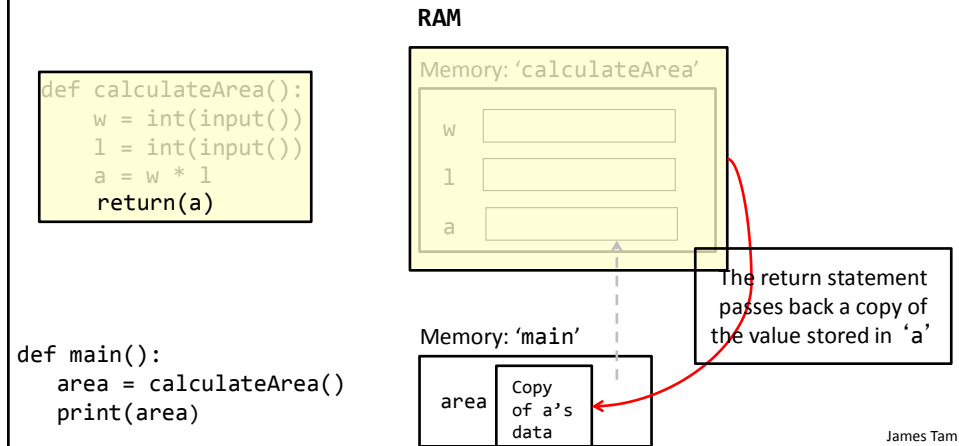 RAM
def calculateArea():
    w = int(input())
    l = int(input())
    a = w * l
    return(a)
Memory: ‘calculateArea’
w
l
a
The return statement
passes back a copy of
the value stored in ‘a’
def main():
    area = calculateArea()
    print(area)
Memory: ‘main’
area
Copy
of a’s
data
James Tam